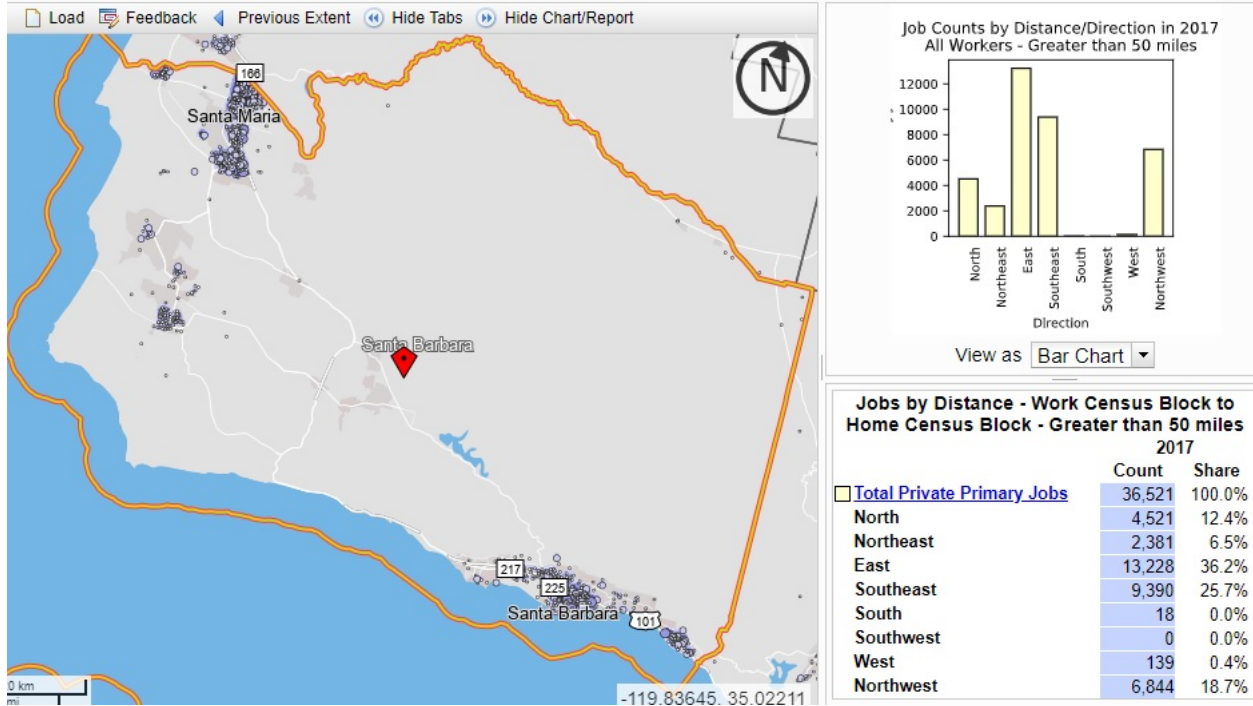 Load Feedback Previous Extent Hide Tabs Hide Chart/Report
166
Santa Maria
N
Santa Barbara
217
225
Santa Barbara
101
0 km
mi
-119.83645, 35.02211
Job Counts by Distance/Direction in 2017
All Workers - Greater than 50 miles
12000
10000
8000
6000
4000
2000
0
North
Northeast
East
Southeast
South
Southwest
West
Northwest
Direction
View as Bar Chart
Jobs by Distance - Work Census Block to
Home Census Block - Greater than 50 miles
2017
Count Share
Total Private Primary Jobs 36,521 100.0%
North 4,521 12.4%
Northeast 2,381 6.5%
East 13,228 36.2%
Southeast 9,390 25.7%
South 18 0.0%
Southwest 0 0.0%
West 139 0.4%
Northwest 6,844 18.7%